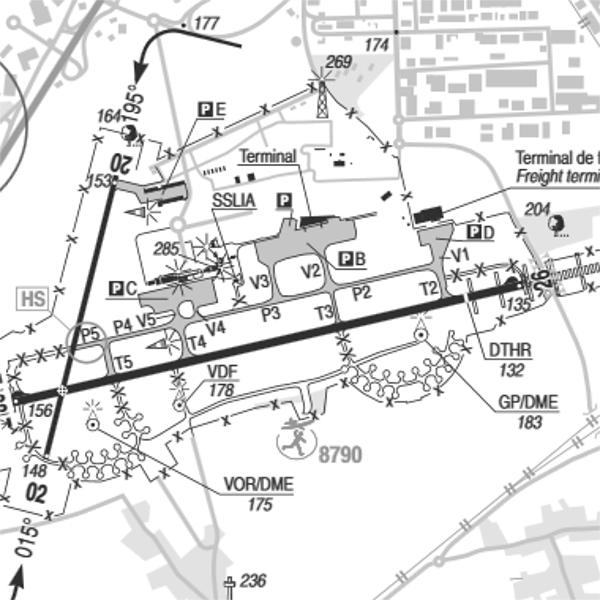 177
174
269
195°
164
P E
20
Terminal
Terminal de f
Freight termi
153
SSLIA
P
204
285
P D
P B
V1
V3
V2
26
P C
HS
P2
T2
135
P5
P4
V5
V4
P3
T3
T4
T5
DTHR
132
VDF
178
156
GP/DME
183
8790
148
02
VOR/DME
175
015°
236